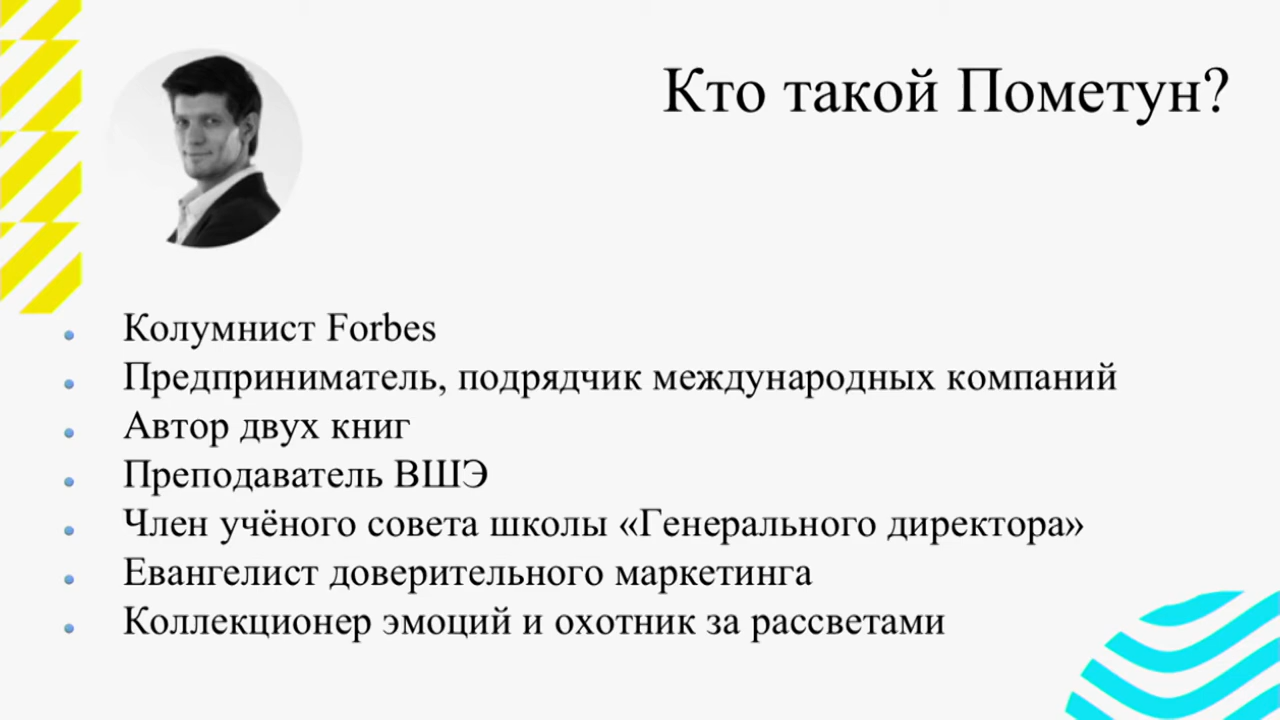 Кто такой Пометун?
Колумнист Forbes
Предприниматель, подрядчик международных компаний
Автор двух книг
Преподаватель ВШЭ
Член учёного совета школы «Генерального директора»
Евангелист доверительного маркетинга
Коллекционер эмоций и охотник за рассветами